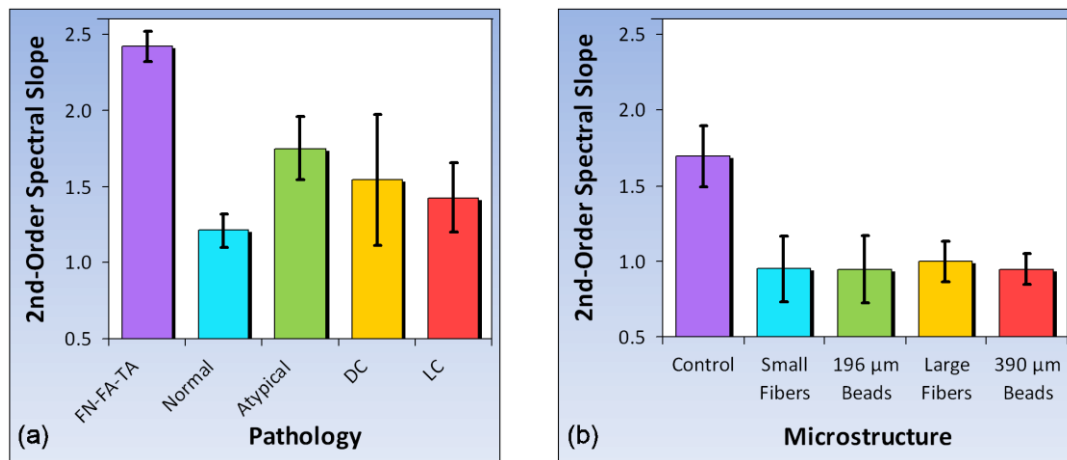 2nd-Order Spectral Slope
2.5
2.0
1.5
1.0
0.5
FN-FA-TA
Normal
Atypical
DC
LC
(a)
Pathology
2nd-Order Spectral Slope
2.5
2.0
1.5
1.0
0.5
Control
Small
Fibers
196 µm
Beads
Large
Fibers
390 µm
Beads
(b)
Microstructure